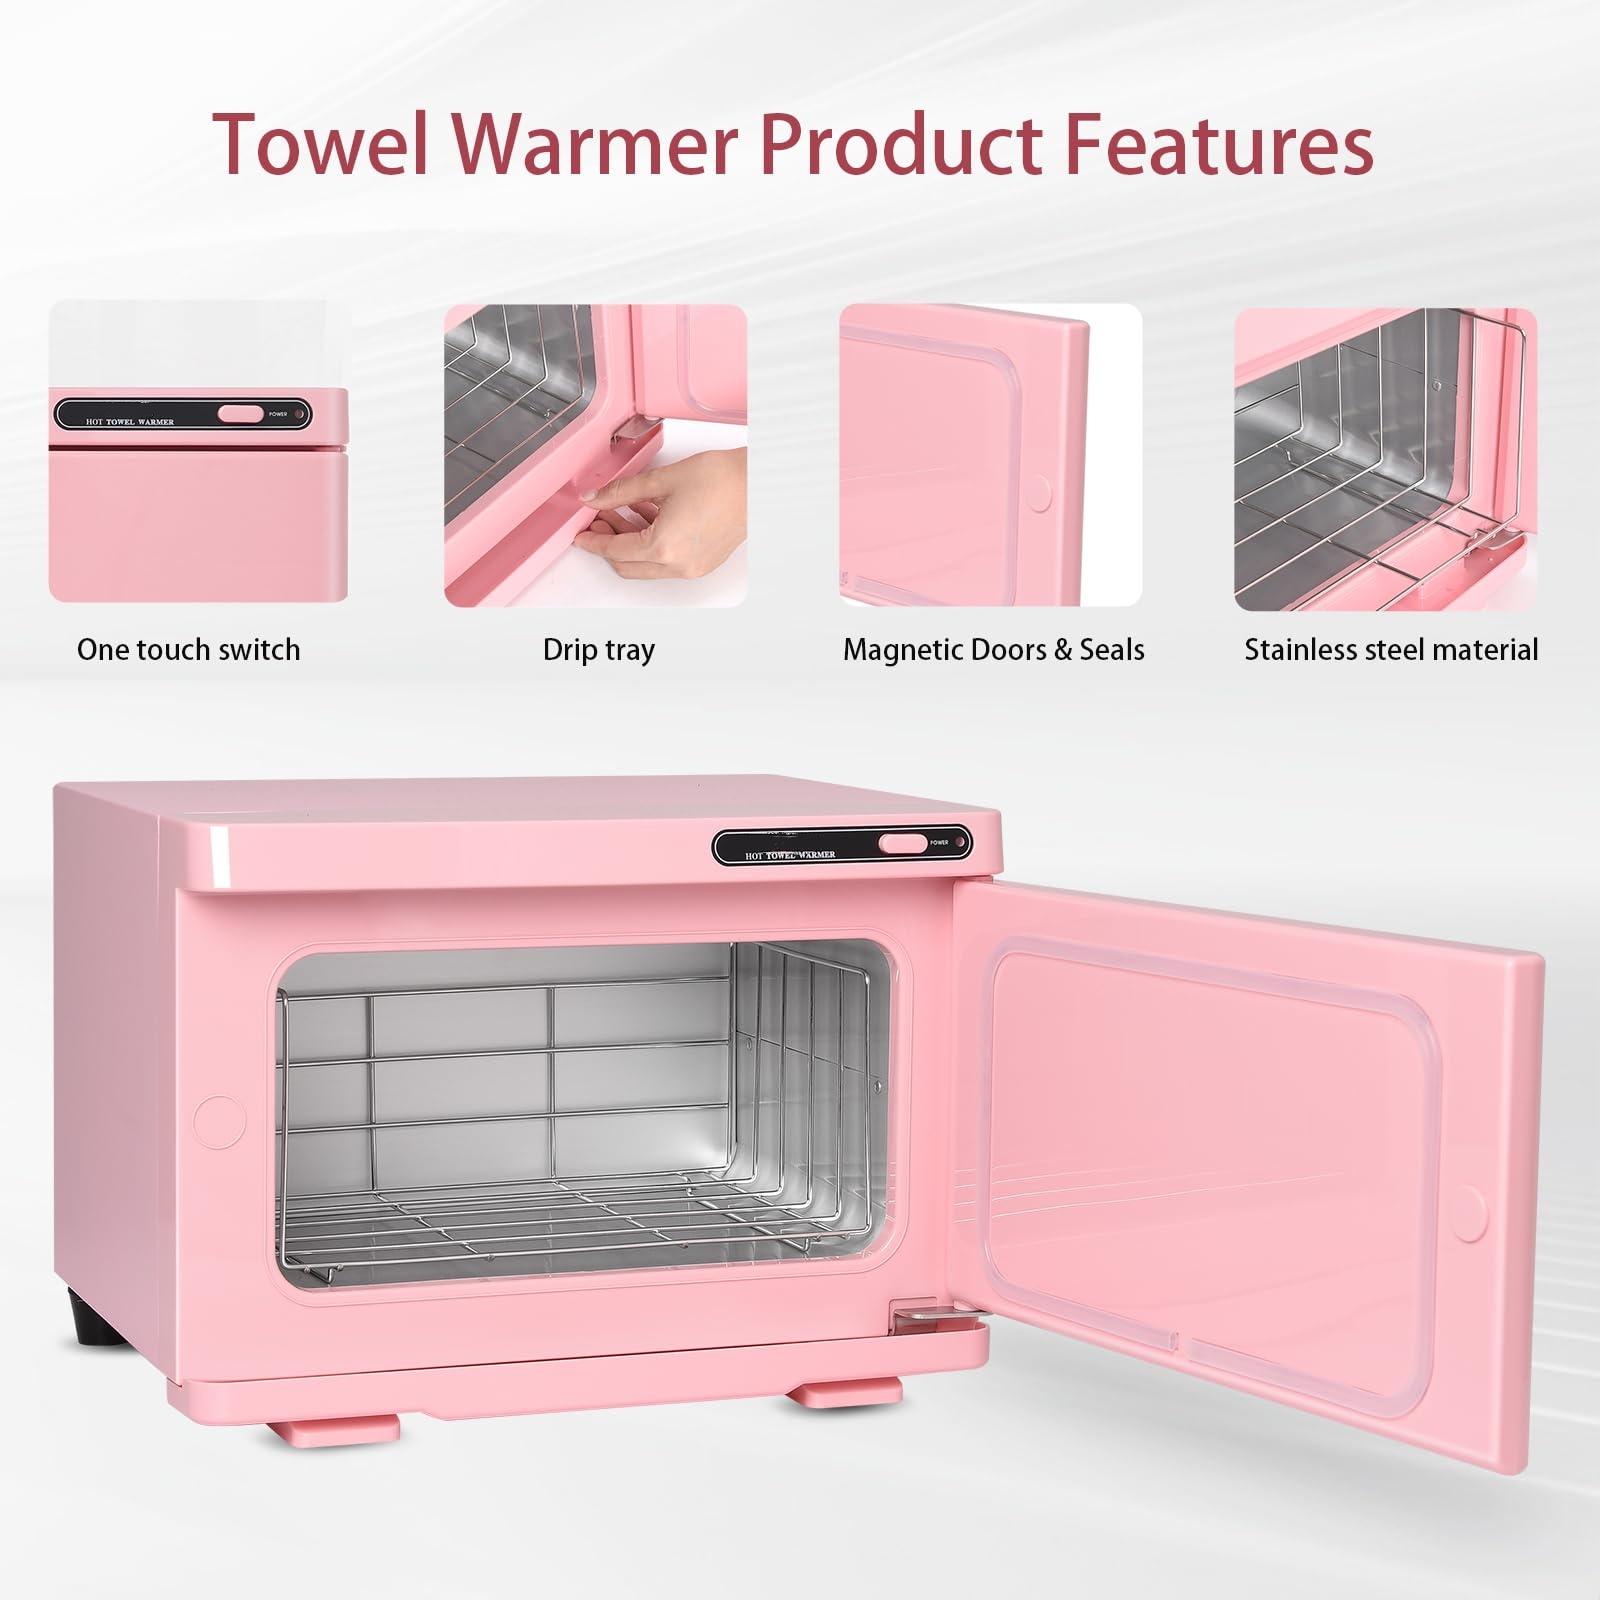 Towel Warmer Product Features
HOT TOWEL WARMER
POWER
One touch switch
Drip tray
Magnetic Doors & Seals
Stainless steel material
HOT TOWEL WARMER
POWER